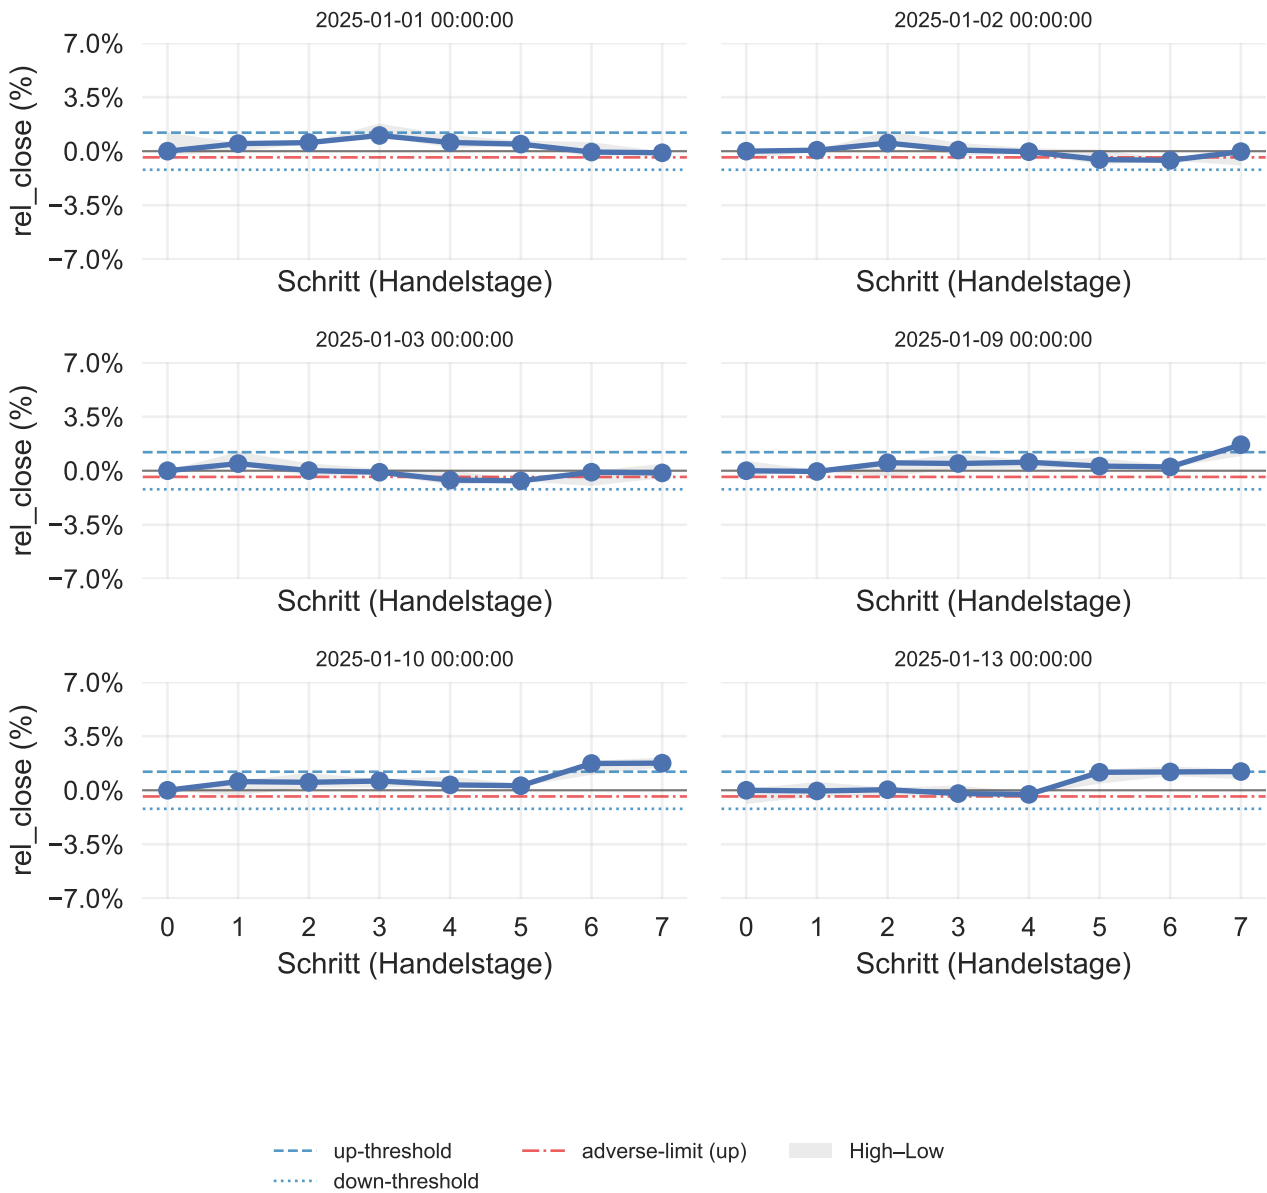 2025-01-01 00:00:00
2025-01-02 00:00:00
7.0%
3.5%
0.0%
−3.5%
−7.0%
rel_close (%)
Schritt (Handelstage)
Schritt (Handelstage)
2025-01-03 00:00:00
2025-01-09 00:00:00
7.0%
3.5%
0.0%
−3.5%
−7.0%
rel_close (%)
Schritt (Handelstage)
Schritt (Handelstage)
2025-01-10 00:00:00
2025-01-13 00:00:00
7.0%
3.5%
0.0%
−3.5%
−7.0%
rel_close (%)
0 1 2 3 4 5 6 7
0 1 2 3 4 5 6 7
Schritt (Handelstage)
Schritt (Handelstage)
up-threshold
down-threshold
adverse-limit (up)
High–Low